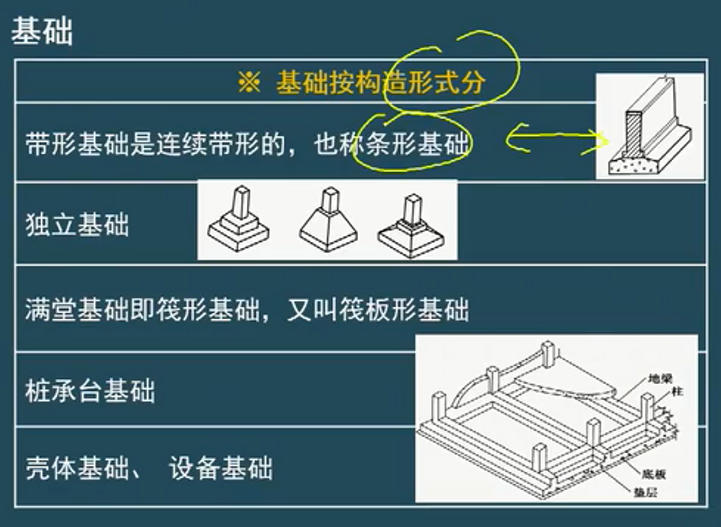 基础
※ 基础按构造形式分
带形基础是连续带形的，也称条形基础
独立基础
满堂基础即筏形基础，又叫筏板形基础
桩承台基础
地梁
柱
壳体基础、 设备基础
底板
垫层